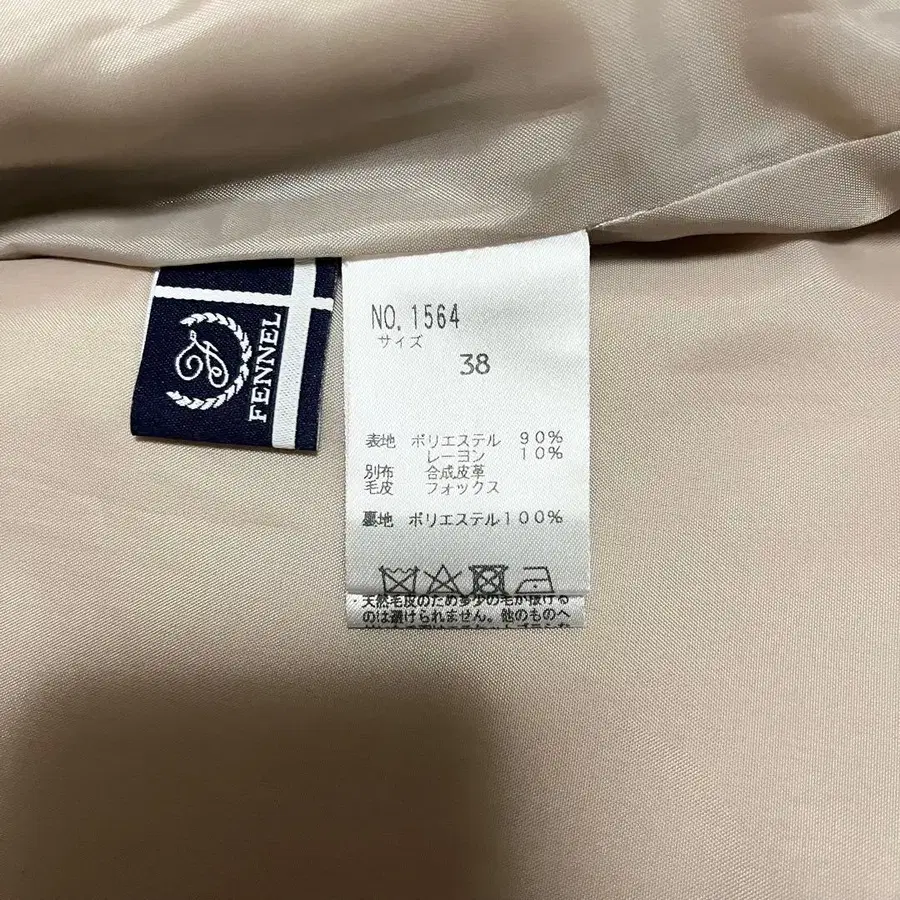 FENNEL
NO. 1564
サイズ
38
表地 ポリエステル 90%
レーヨン 10%
別布 合成皮革
毛皮 フォックス
裏地 ポリエステル100%
天然毛皮のため多少の毛が抜ける
のは避けられません。他のものへ